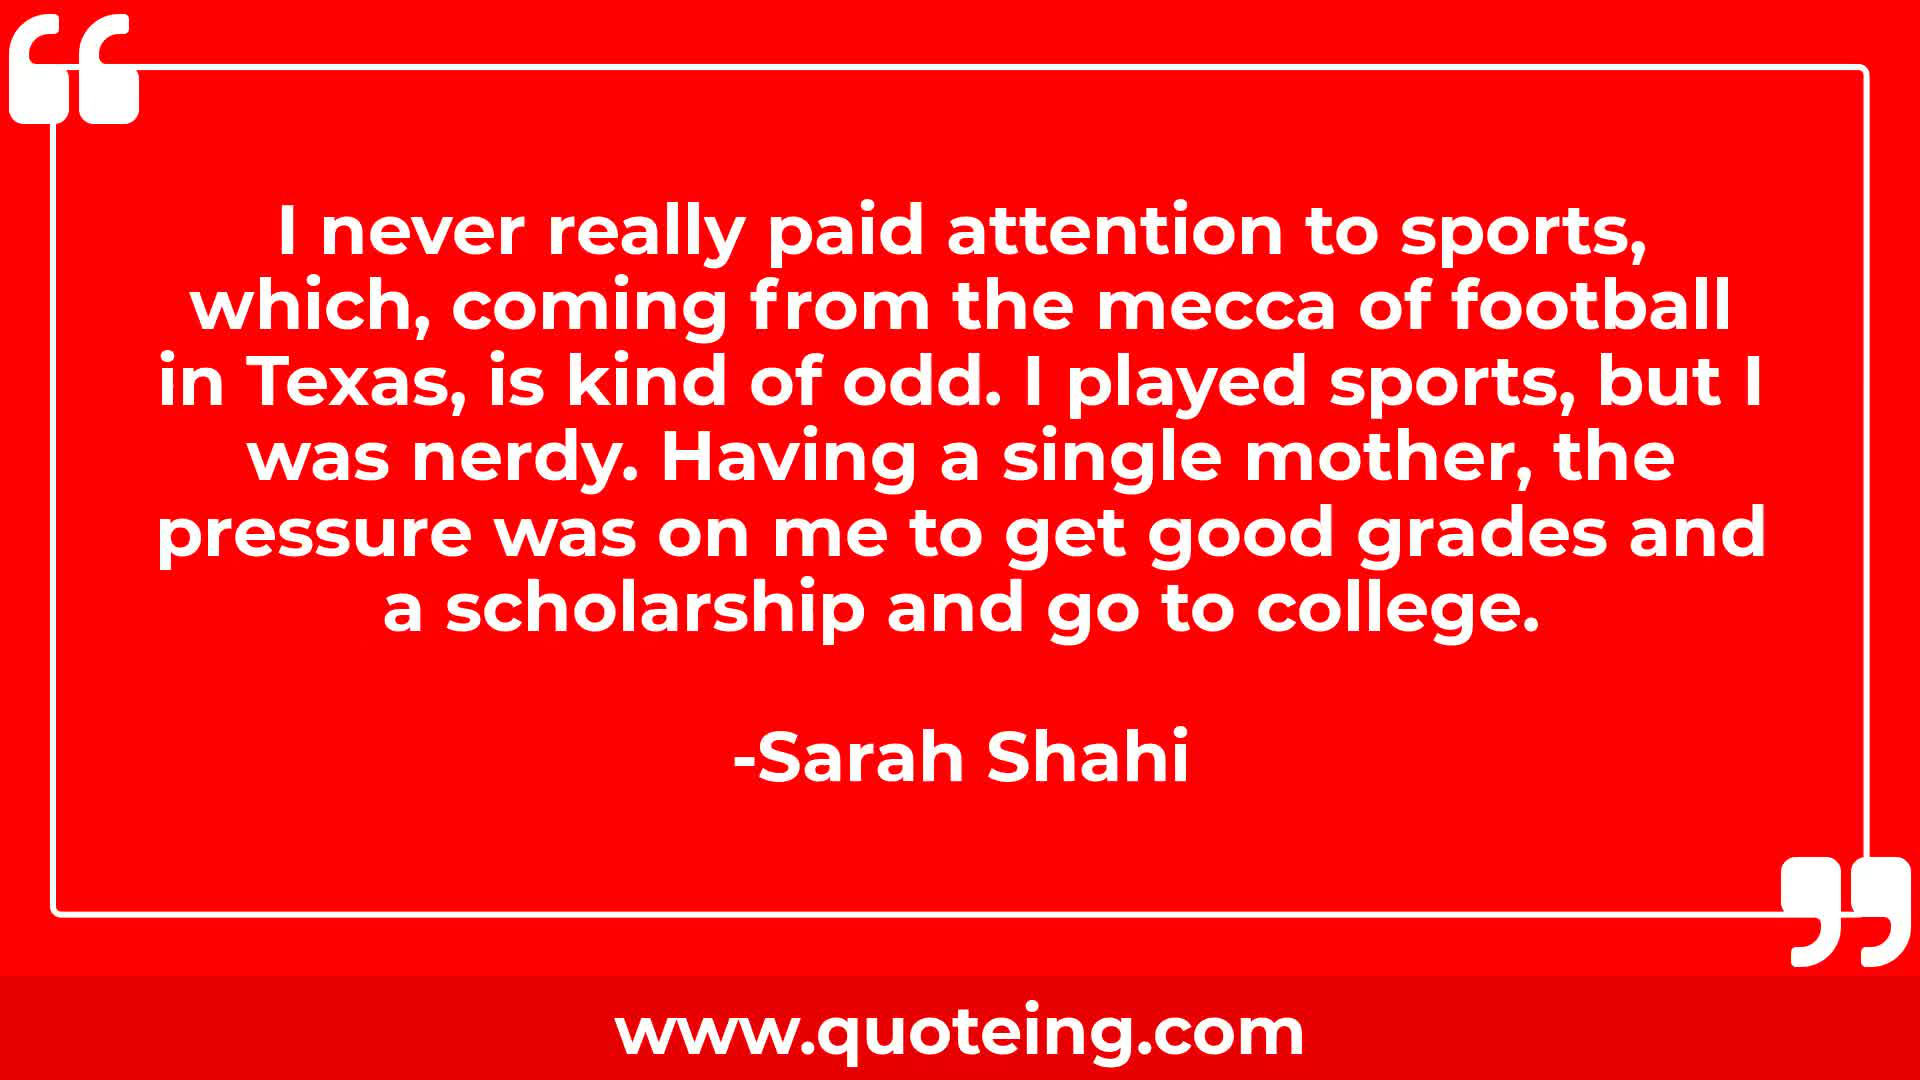 I never really paid attention to sports,
which, coming from the mecca of football
in Texas, is kind of odd. I played sports, but I
was nerdy. Having a single mother, the
pressure was on me to get good grades and
a scholarship and go to college.
-Sarah Shahi
www.quoteing.com